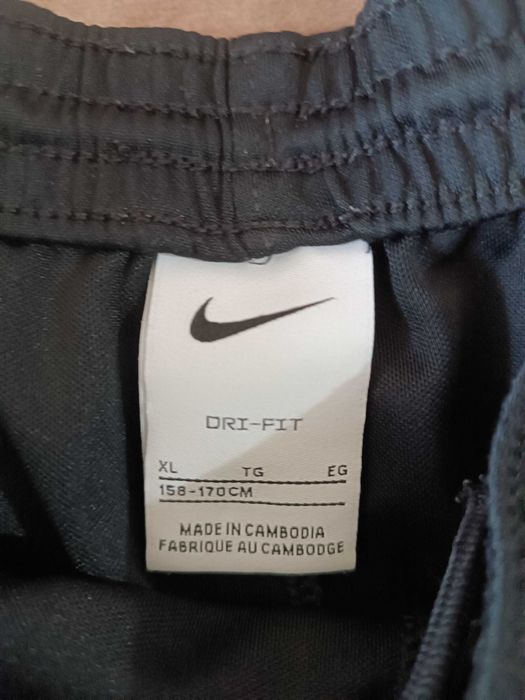 DRI-FIT
XL TG EG
158-170CM
MADE IN CAMBODIA
FABRIQUE AU CAMBODGE